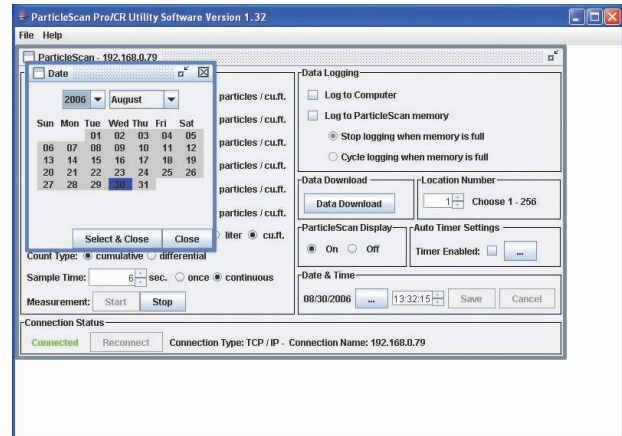 ParticleScan Pro/CR Utility Software Version 1.32
File Help
ParticleScan - 192.168.0.79
Date
2006 August
Sun Mon Tue Wed Thu Fri Sat
01 02 03 04 05
06 07 08 09 10 11 12
13 14 15 16 17 18 19
20 21 22 23 24 25 26
27 28 29 30 31
Select & Close Close
particles / cu.ft.
particles / cu.ft.
particles / cu.ft.
particles / cu.ft.
particles / cu.ft.
particles / cu.ft.
liter cu.ft.
Count Type: cumulative differential
Sample Time: 6 sec. once continuous
Measurement: Start Stop
Data Logging
Log to Computer
Log to ParticleScan memory
Stop logging when memory is full
Cycle logging when memory is full
Data Download
Data Download
Location Number
1 Choose 1 - 256
ParticleScan Display
On Off
Auto Timer Settings
Timer Enabled: ...
Date & Time
08/30/2006 ... 13:32:15 Save Cancel
Connection Status
Connected Reconnect Connection Type: TCP / IP - Connection Name: 192.168.0.79